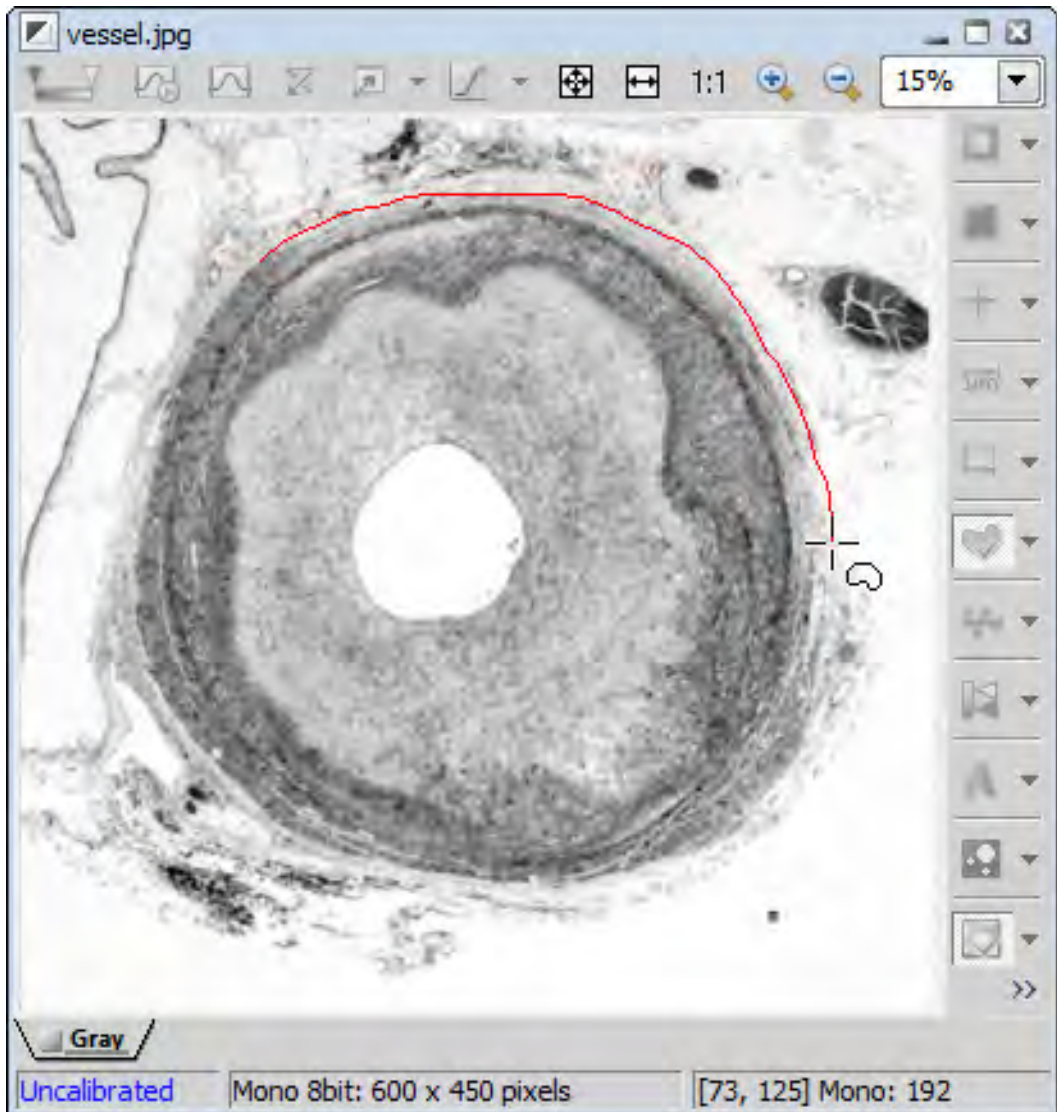 vessel.jpg
1:1
15%
Gray
Uncalibrated
Mono 8bit: 600 x 450 pixels
[73, 125] Mono: 192